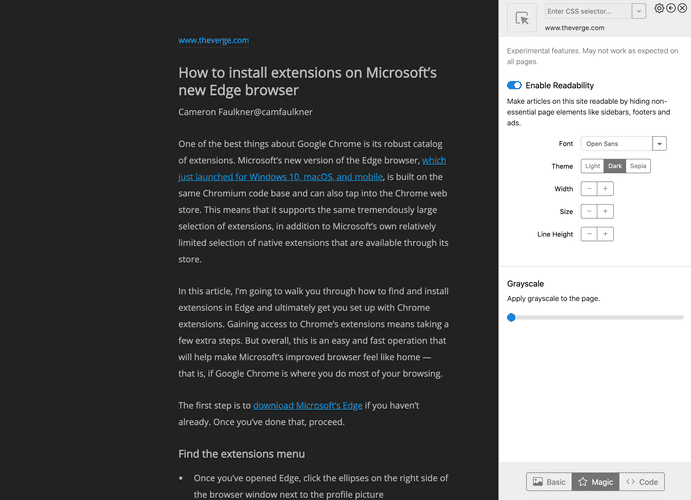 www.theverge.com
How to install extensions on Microsoft’s
new Edge browser
Cameron Faulkner@camfaulkner
One of the best things about Google Chrome is its robust catalog
of extensions. Microsoft’s new version of the Edge browser, which
just launched for Windows 10, macOS, and mobile, is built on the
same Chromium code base and can also tap into the Chrome web
store. This means that it supports the same tremendously large
selection of extensions, in addition to Microsoft’s own relatively
limited selection of native extensions that are available through its
store.
In this article, I’m going to walk you through how to find and install
extensions in Edge and ultimately get you set up with Chrome
extensions. Gaining access to Chrome’s extensions means taking a
few extra steps. But overall, this is an easy and fast operation that
will help make Microsoft’s improved browser feel like home —
that is, if Google Chrome is where you do most of your browsing.
The first step is to download Microsoft’s Edge if you haven’t
already. Once you’ve done that, proceed.
Find the extensions menu
• Once you’ve opened Edge, click the ellipses on the right side of
the browser window next to the profile picture
Enter CSS selector...
www.theverge.com
Experimental features. May not work as expected on
all pages.
Enable Readability
Make articles on this site readable by hiding non-
essential page elements like sidebars, footers and
ads.
Font Open Sans
Theme Light Dark Sepia
Width − +
Size − +
Line Height − +
Grayscale
Apply grayscale to the page.
Basic Magic <> Code